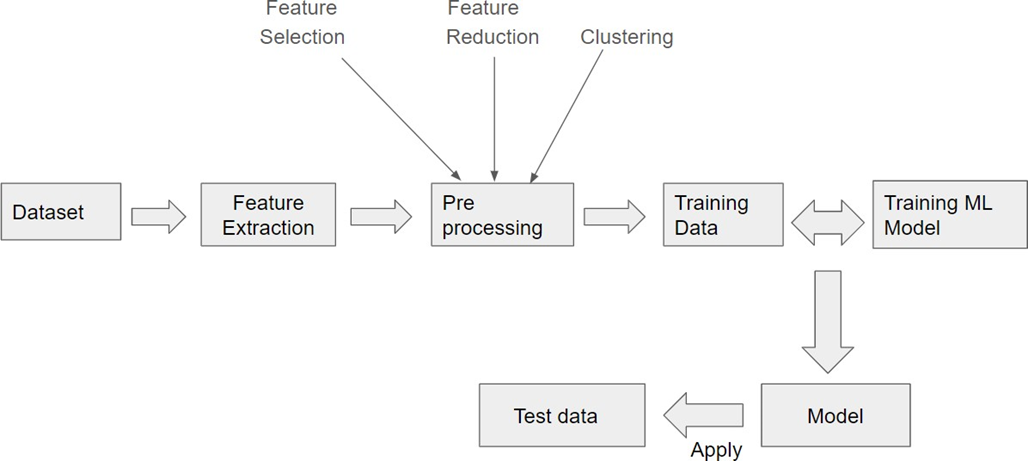 Feature
Selection
Feature
Reduction
Clustering
Dataset
Feature
Extraction
Pre
processing
Training
Data
Training ML
Model
Test data
Apply
Model